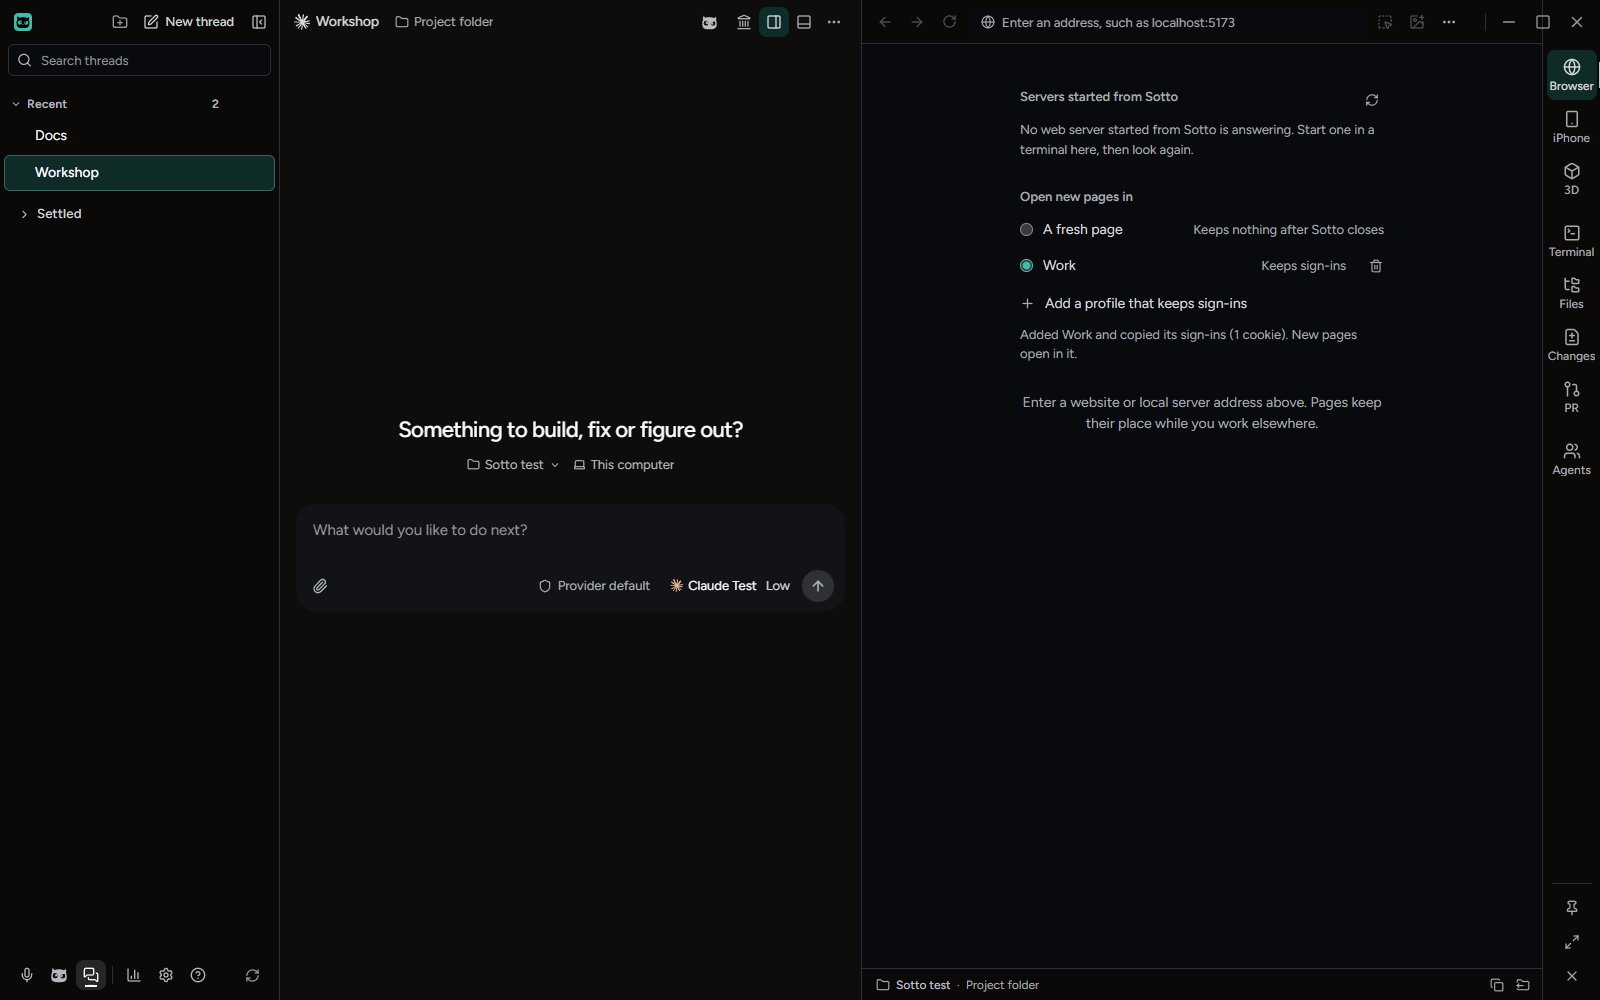 New thread
Search threads
Recent 2
Docs
Workshop
Settled
Workshop Project folder
Something to build, fix or figure out?
Sotto test This computer
What would you like to do next?
Provider default Claude Test Low
Enter an address, such as localhost:5173
Servers started from Sotto
No web server started from Sotto is answering. Start one in a
terminal here, then look again.
Open new pages in
A fresh page Keeps nothing after Sotto closes
Work Keeps sign-ins
Add a profile that keeps sign-ins
Added Work and copied its sign-ins (1 cookie). New pages
open in it.
Enter a website or local server address above. Pages keep
their place while you work elsewhere.
Sotto test · Project folder
Browser
iPhone
3D
Terminal
Files
Changes
PR
Agents